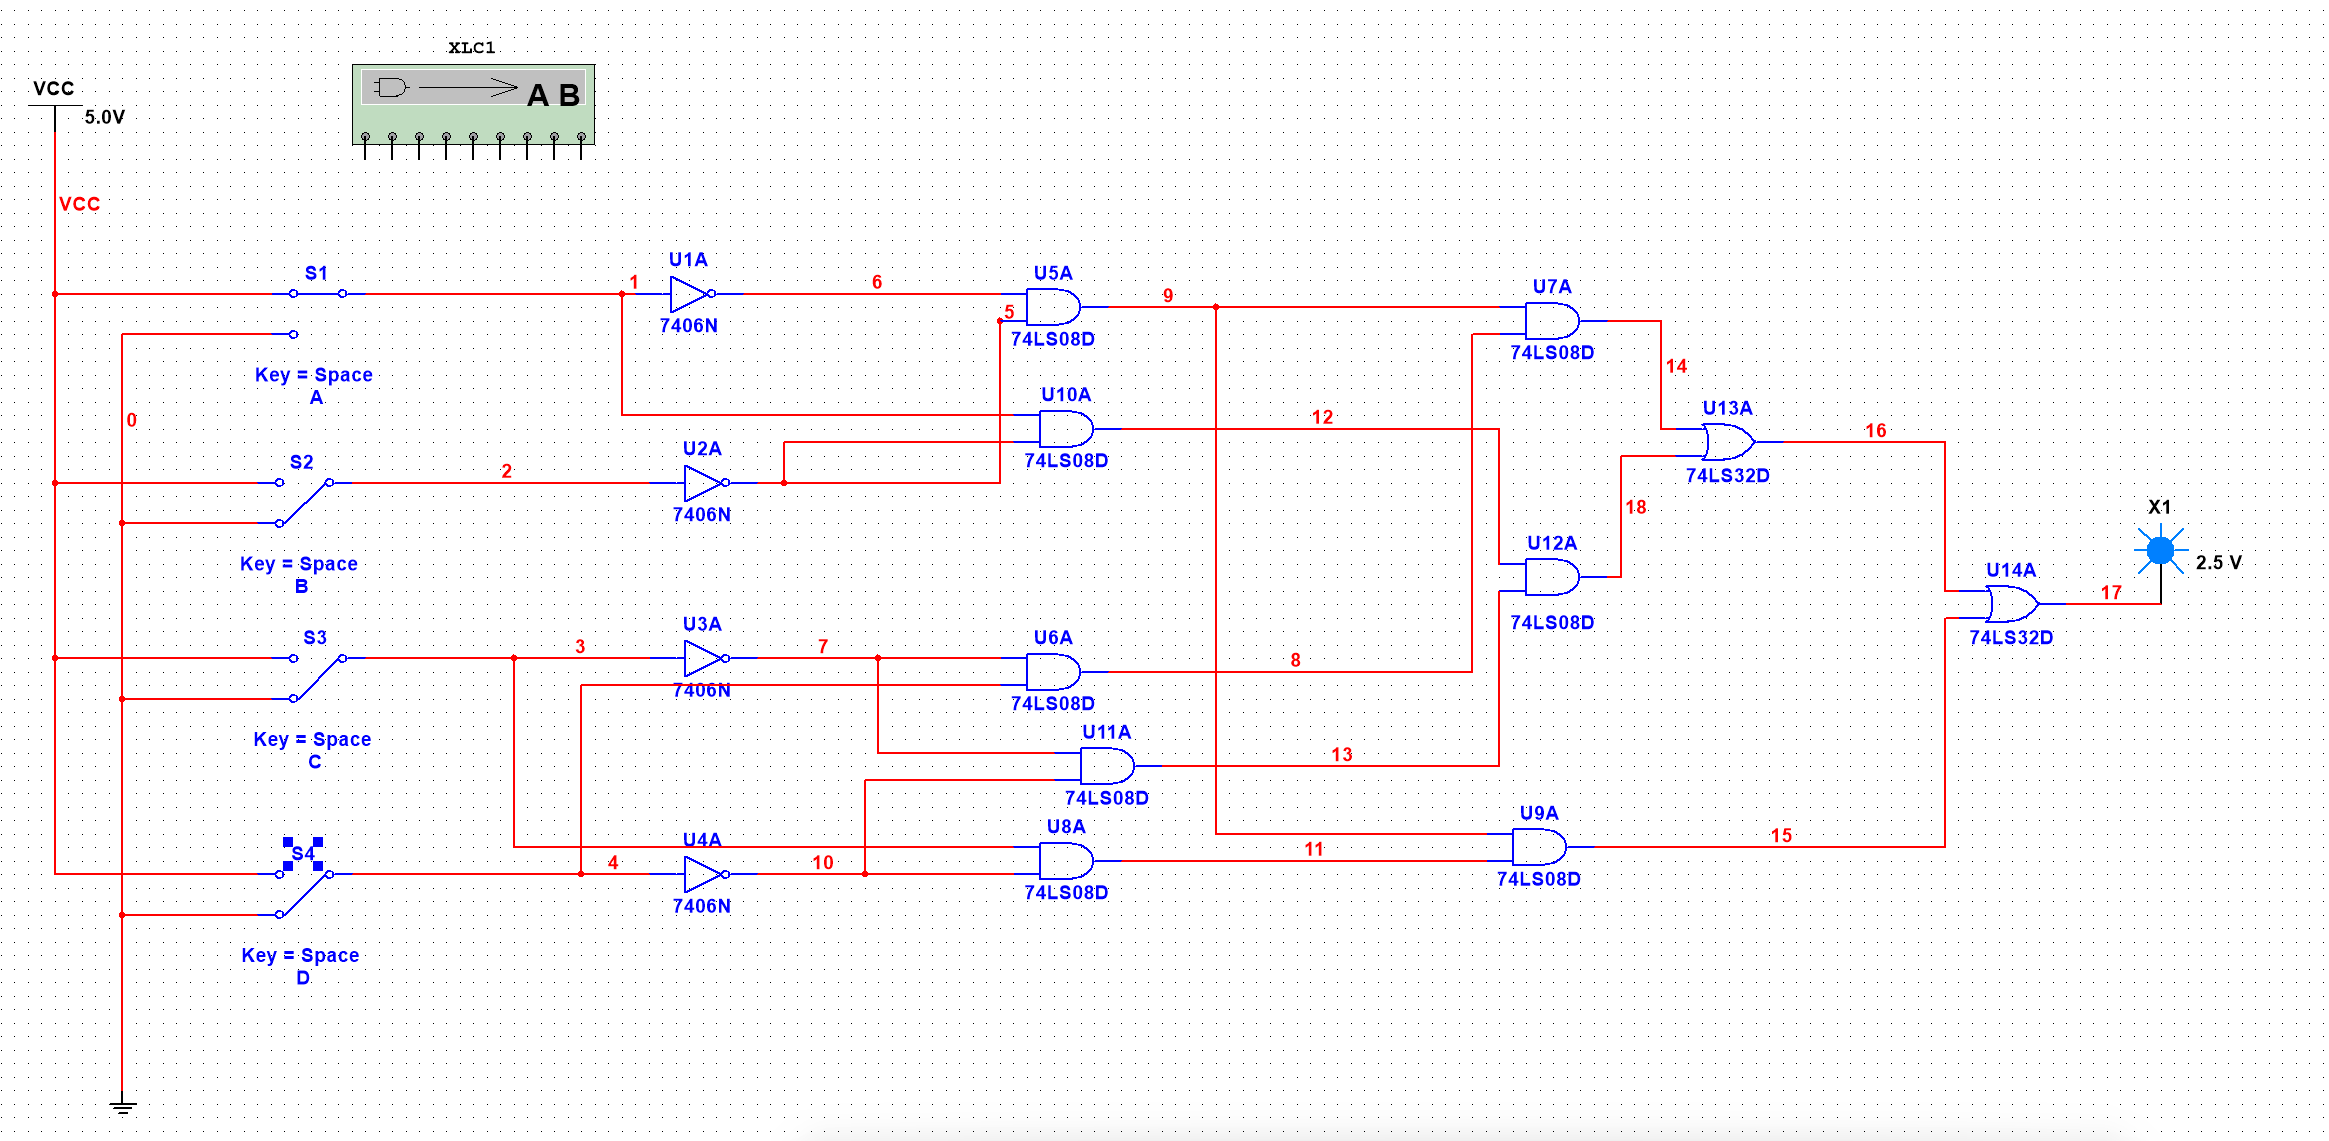 XLC1
A B
VCC
5.0V
VCC
S1
1
U1A
7406N
6
U5A
5
74LS08D
9
U7A
74LS08D
14
Key = Space
A
0
U10A
74LS08D
12
U13A
74LS32D
16
S2
2
U2A
7406N
18
X1
2.5 V
Key = Space
B
U12A
74LS08D
U14A
74LS32D
17
S3
3
U3A
7406N
7
U6A
74LS08D
8
Key = Space
C
U11A
74LS08D
13
S4
4
U4A
7406N
10
U8A
74LS08D
11
U9A
74LS08D
15
Key = Space
D